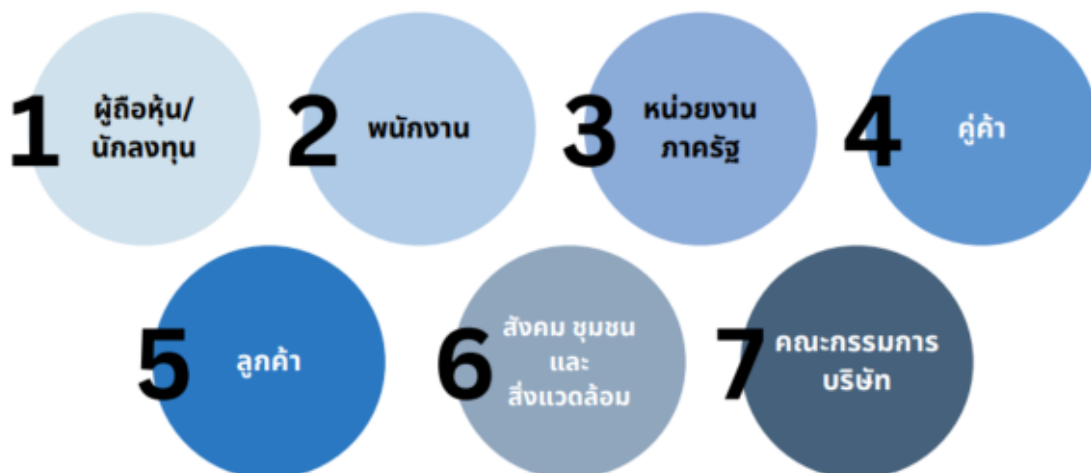 1
ผู้ถือหุ้น/
นักลงทุน
2
พนักงาน
3
หน่วยงาน
ภาครัฐ
4
คู่ค้า
5
ลูกค้า
6
สังคม ชุมชน
และ
สิ่งแวดล้อม
7
คณะกรรมการ
บริษัท